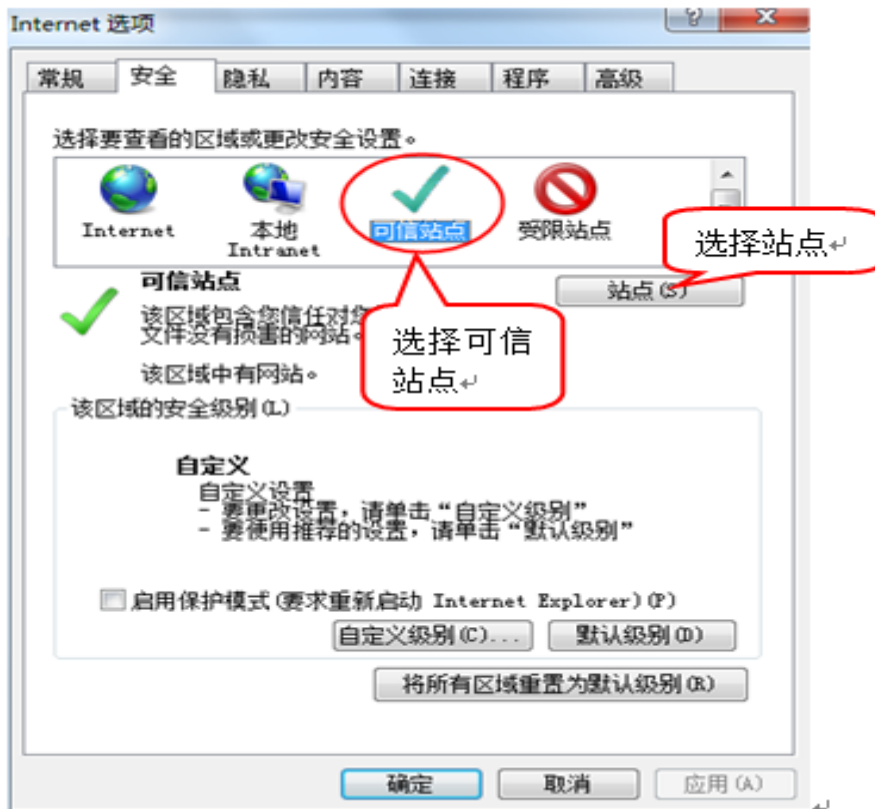 Internet 选项
常规 安全 隐私 内容 连接 程序 高级
选择要查看的区域或更改安全设置。
Internet
本地
Intranet
可信站点
受限站点
选择站点
可信站点
站点(S)
该区域包含您信任对您
文件没有损害的网站。
选择可信
站点
该区域中有网站。
该区域的安全级别(L)
自定义
自定义设置
- 要更改设置，请单击“自定义级别”
- 要使用推荐的设置，请单击“默认级别”
启用保护模式(要求重新启动 Internet Explorer)(P)
自定义级别(C)... 默认级别(D)
将所有区域重置为默认级别(R)
确定 取消 应用(A)